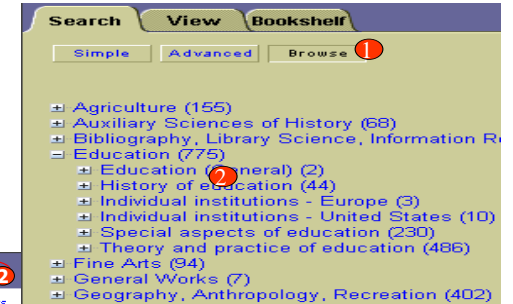 Search View Bookshelf
Simple Advanced Browse 1
⊞ Agriculture (155)
⊞ Auxiliary Sciences of History (68)
⊞ Bibliography, Library Science, Information R
⊟ Education (775)
⊞ Education (General) (2)
2
⊞ History of education (44)
⊞ Individual institutions - Europe (3)
⊞ Individual institutions - United States (10)
⊞ Special aspects of education (230)
⊞ Theory and practice of education (486)
⊞ Fine Arts (94)
2
⊞ General Works (7)
⊞ Geography, Anthropology, Recreation (402)